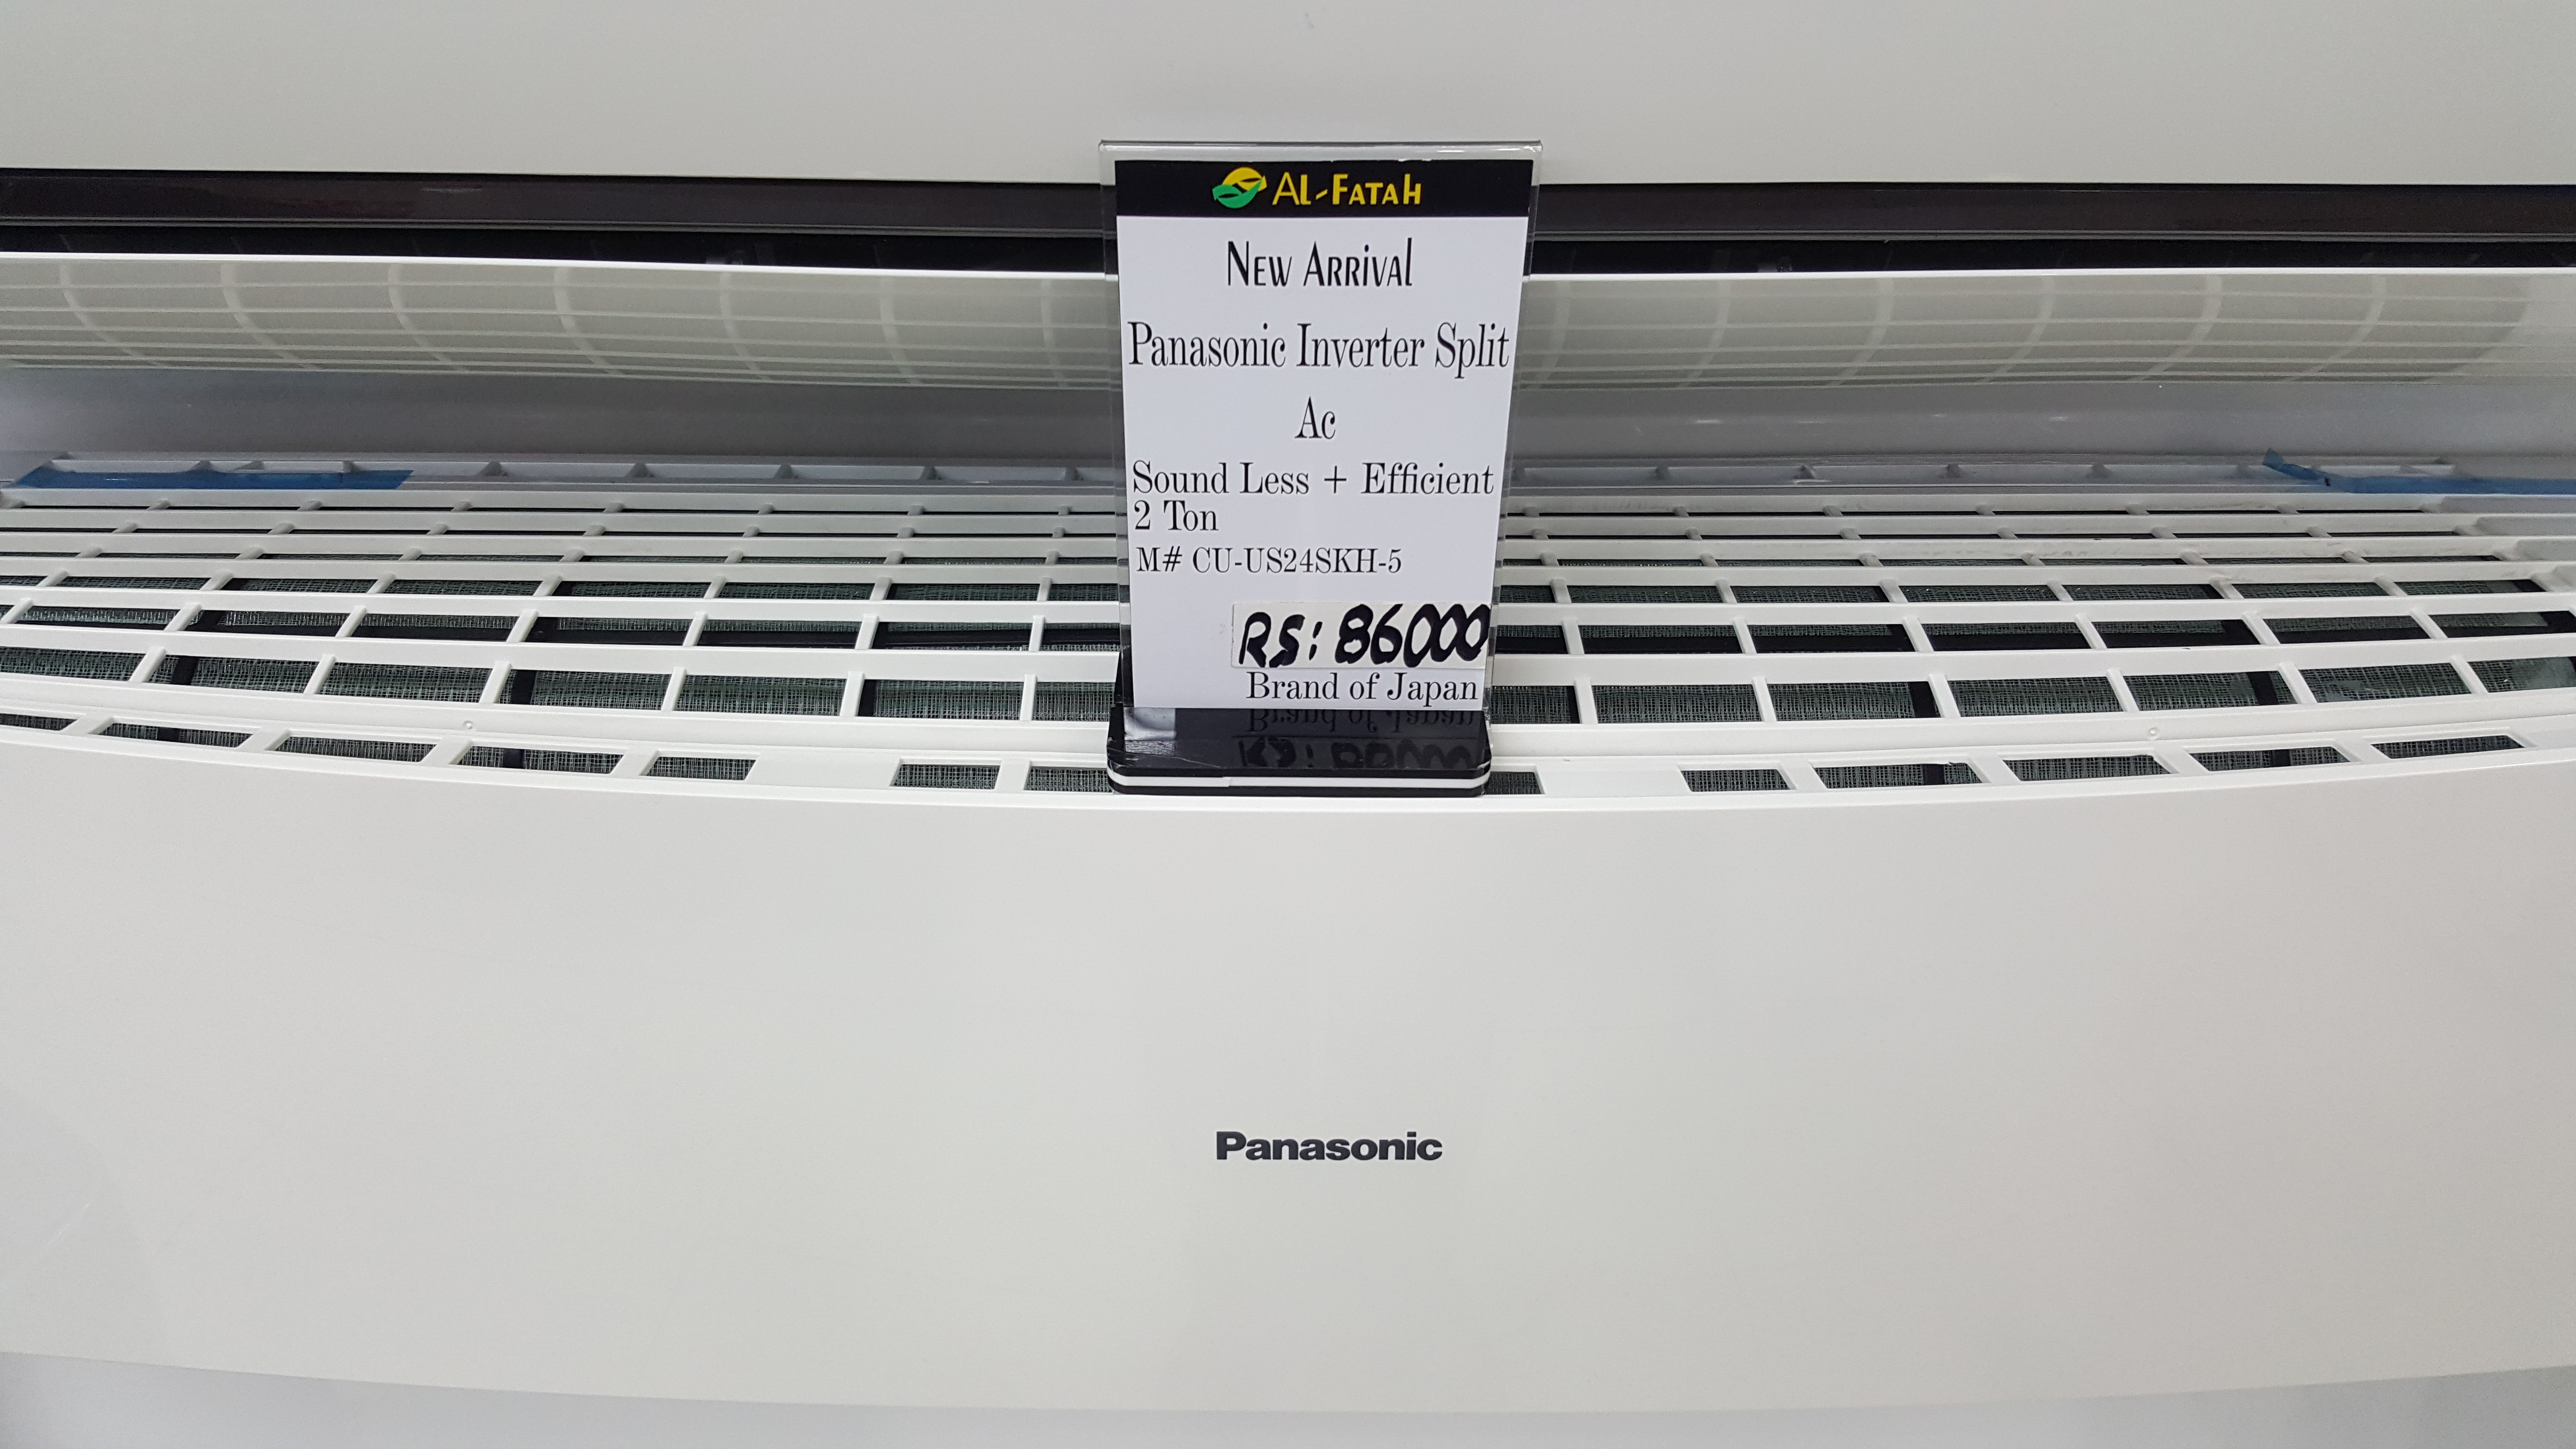 AL-FATAH
NEW ARRIVAL
Panasonic Inverter Split
Ac
Sound Less + Efficient
2 Ton
M# CU-US24SKH-5
RS: 86000
Brand of Japan
Panasonic